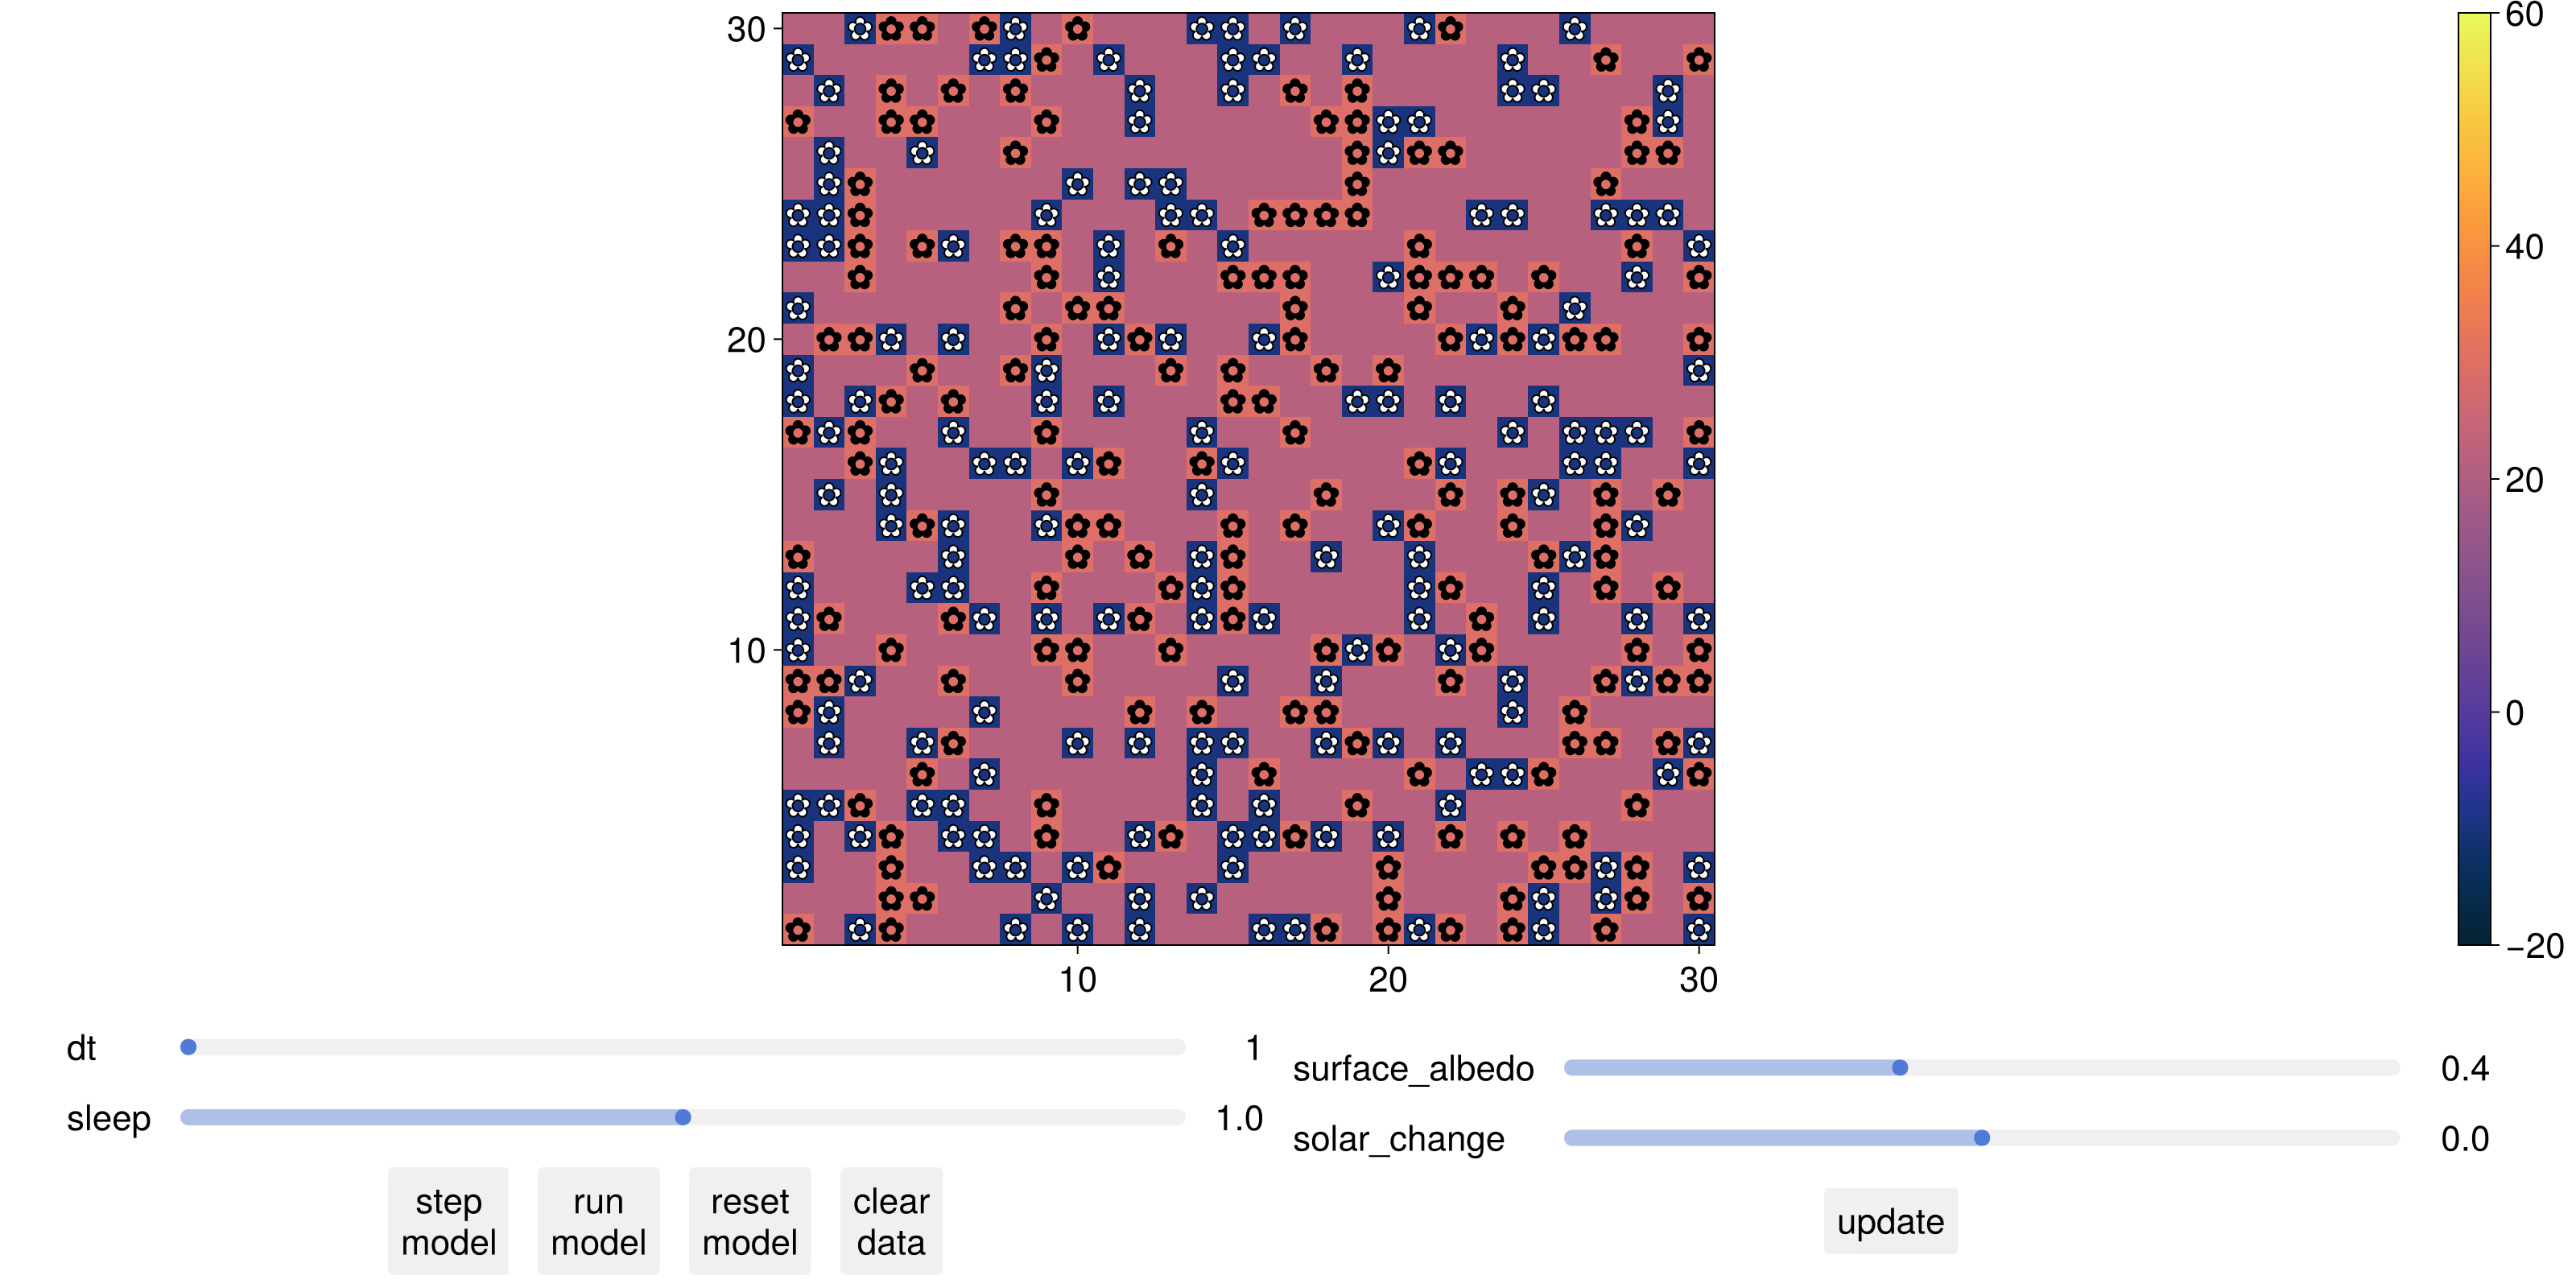 30
20
10
10
20
30
60
40
20
0
−20
dt
1
sleep
1.0
surface_albedo
0.4
solar_change
0.0
step
model
run
model
reset
model
clear
data
update